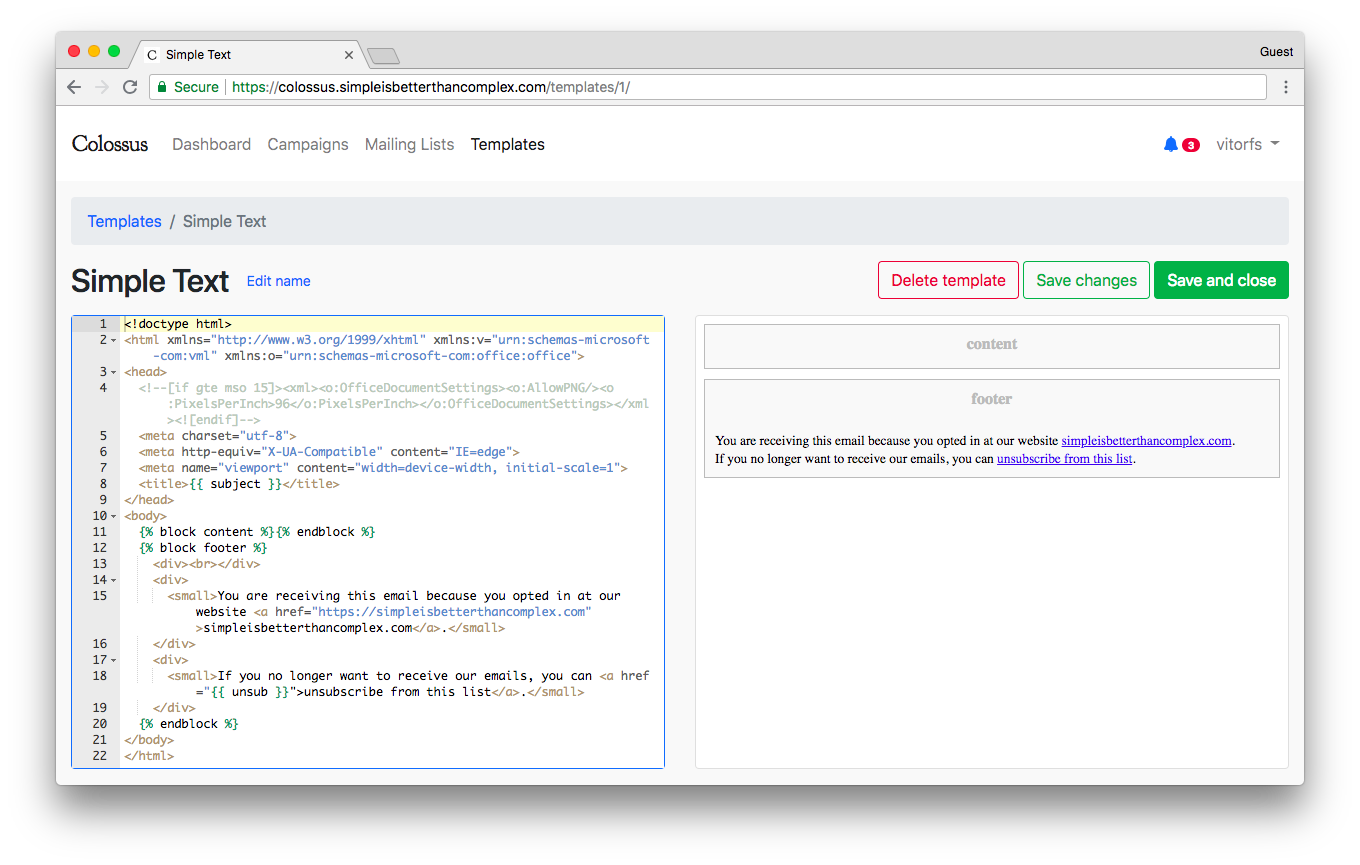 C Simple Text
Guest
Secure https://colossus.simpleisbetterthancomplex.com/templates/1/
Colossus Dashboard Campaigns Mailing Lists Templates 3 vitorfs
Templates / Simple Text
Simple Text Edit name Delete template Save changes Save and close
1 <!doctype html>
2 <html xmlns="http://www.w3.org/1999/xhtml" xmlns:v="urn:schemas-microsoft
-com:vml" xmlns:o="urn:schemas-microsoft-com:office:office">
3 <head>
4 <!--[if gte mso 15]><xml><o:OfficeDocumentSettings><o:AllowPNG/><o
:PixelsPerInch>96</o:PixelsPerInch></o:OfficeDocumentSettings></xml
><![endif]-->
5 <meta charset="utf-8">
6 <meta http-equiv="X-UA-Compatible" content="IE=edge">
7 <meta name="viewport" content="width=device-width, initial-scale=1">
8 <title>{{ subject }}</title>
9 </head>
10 <body>
11 {% block content %}{% endblock %}
12 {% block footer %}
13 <div><br></div>
14 <div>
15 <small>You are receiving this email because you opted in at our
website <a href="https://simpleisbetterthancomplex.com"
>simpleisbetterthancomplex.com</a>.</small>
16 </div>
17 <div>
18 <small>If you no longer want to receive our emails, you can <a href
="{{ unsub }}">unsubscribe from this list</a>.</small>
19 </div>
20 {% endblock %}
21 </body>
22 </html>
content
footer
You are receiving this email because you opted in at our website simpleisbetterthancomplex.com.
If you no longer want to receive our emails, you can unsubscribe from this list.